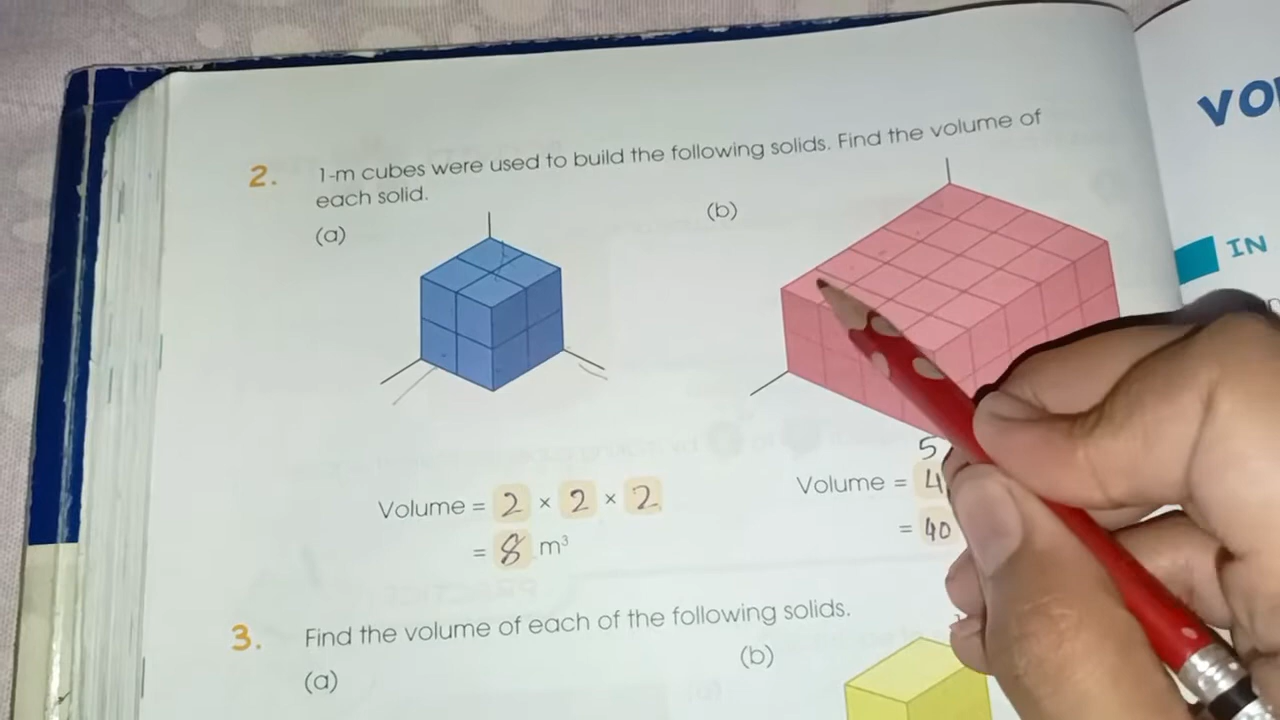 2. 1-m cubes were used to build the following solids. Find the volume of
each solid.
(a)
(b)
Volume = 2 × 2 × 2
= 8 m³
5
Volume = 4
= 40
3. Find the volume of each of the following solids.
(a)
(b)
VO
IN